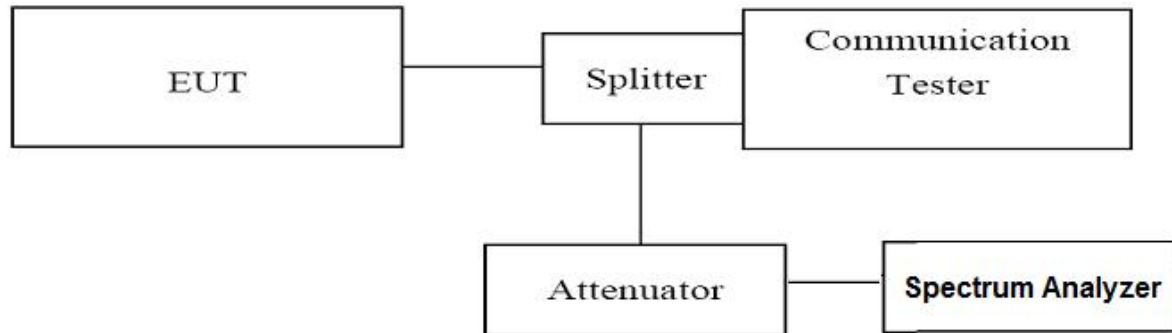 EUT
Splitter
Communication
Tester
Attenuator
Spectrum Analyzer